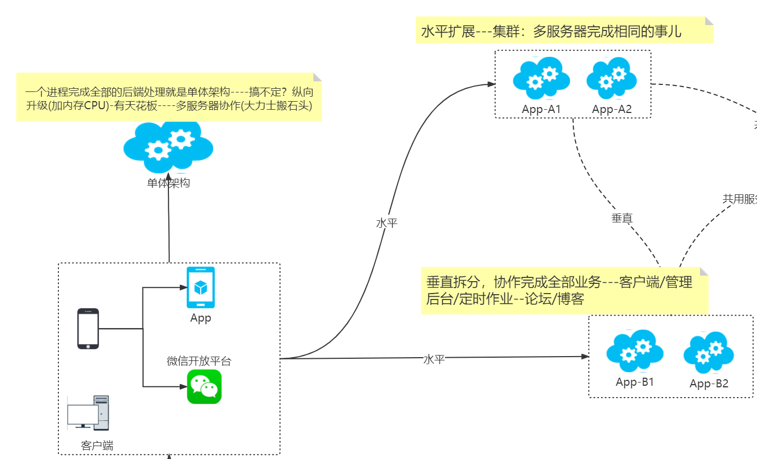 水平扩展---集群：多服务器完成相同的事儿
App-A1
App-A2
一个进程完成全部的后端处理就是单体架构----搞不定？纵向
升级(加内存CPU)-有天花板----多服务器协作(大力士搬石头)
单体架构
水平
垂直
共用服务
垂直拆分，协作完成全部业务---客户端/管理
后台/定时作业--论坛/博客
App
微信开放平台
水平
App-B1
App-B2
客户端